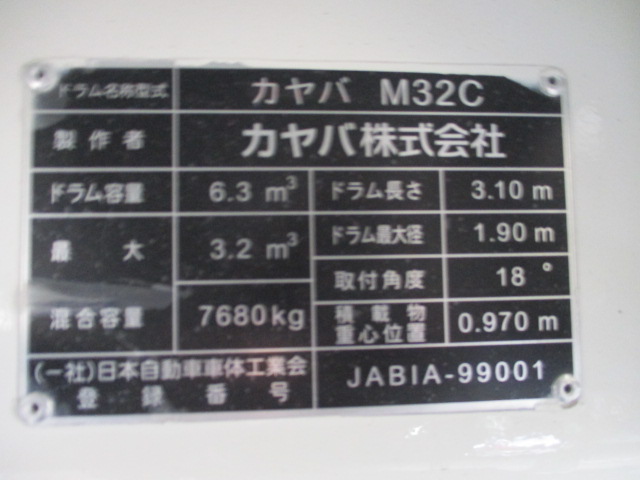 ドラム名称型式 カヤバ M32C
製作者 カヤバ株式会社
ドラム容量 6.3 m³ ドラム長さ 3.10 m
最大 3.2 m³ ドラム最大径 1.90 m
取付角度 18°
混合容量 7680kg 積載物
重心位置 0.970 m
(一社)日本自動車車体工業会
登録番号 JABIA-99001